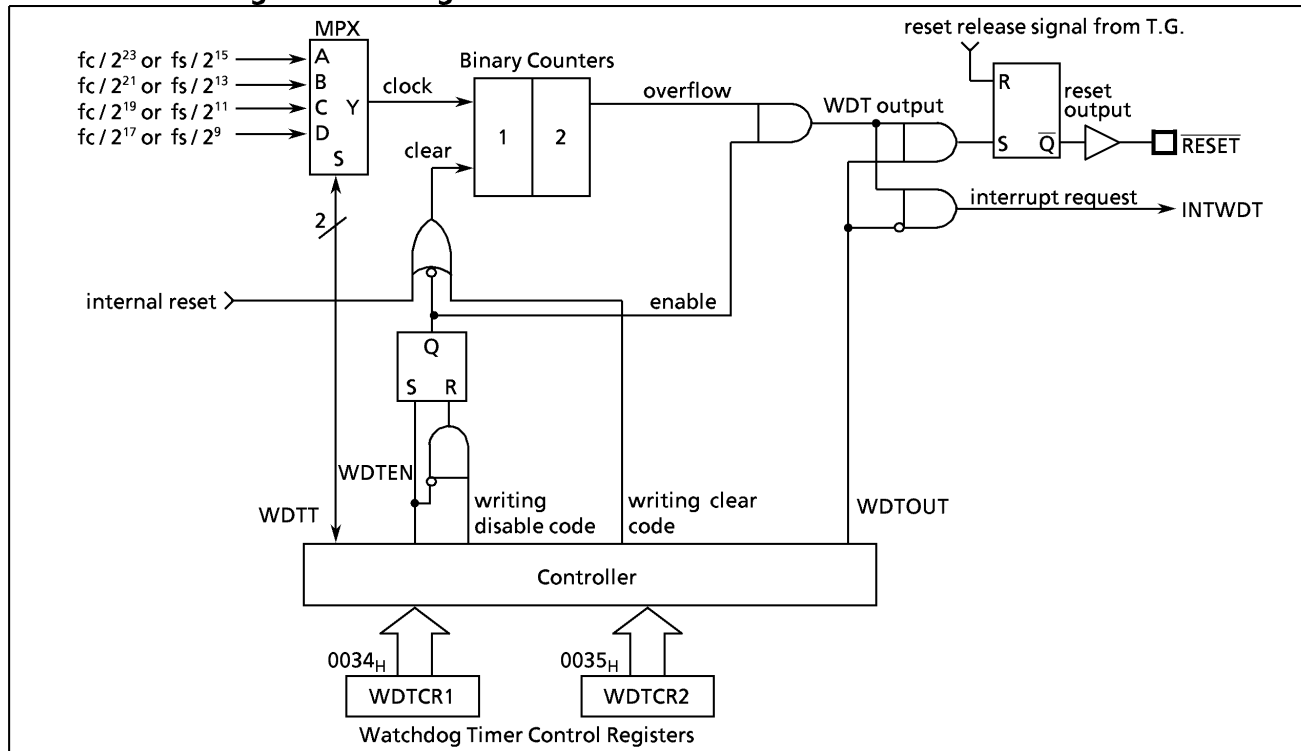 MPX
reset release signal from T.G.
fc / 2²³ or fs / 2¹⁵
fc / 2²¹ or fs / 2¹³
fc / 2¹⁹ or fs / 2¹¹
fc / 2¹⁷ or fs / 2⁹
A
B
C
D
Y
S
clock
clear
Binary Counters
1
2
overflow
WDT output
R
S
Q̅
reset
output
R̅E̅S̅E̅T̅
interrupt request
INTWDT
2
internal reset
enable
Q
S R
WDTEN
WDTT
writing
disable code
writing clear
code
WDTOUT
Controller
0034H
0035H
WDTCR1
WDTCR2
Watchdog Timer Control Registers